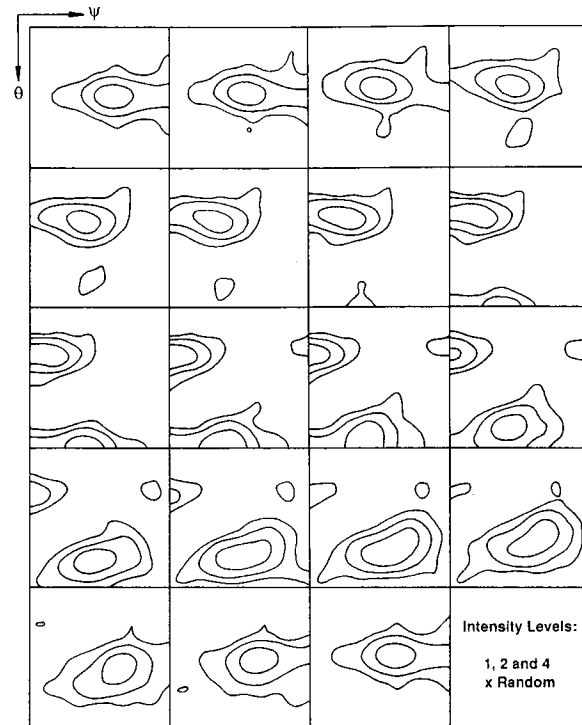 ψ
θ
Intensity Levels:
1, 2 and 4
x Random